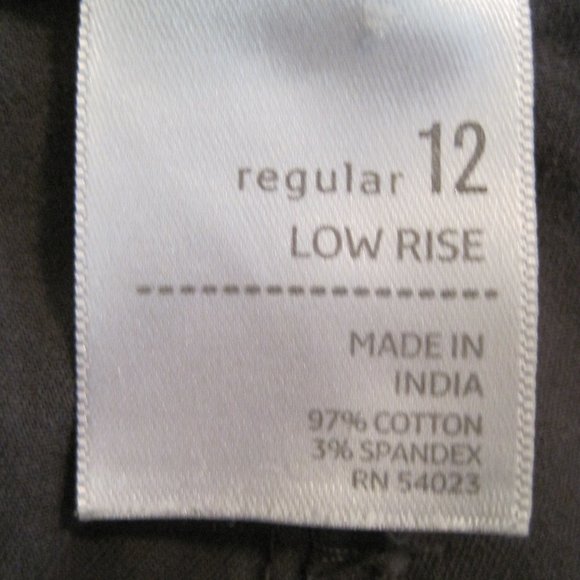 regular 12
LOW RISE
MADE IN
INDIA
97% COTTON
3% SPANDEX
RN 54023